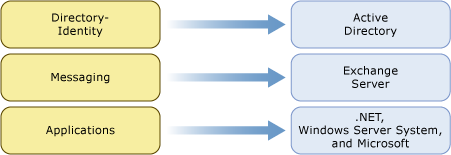 Directory-
Identity
Active
Directory
Messaging
Exchange
Server
Applications
.NET,
Windows Server System,
and Microsoft